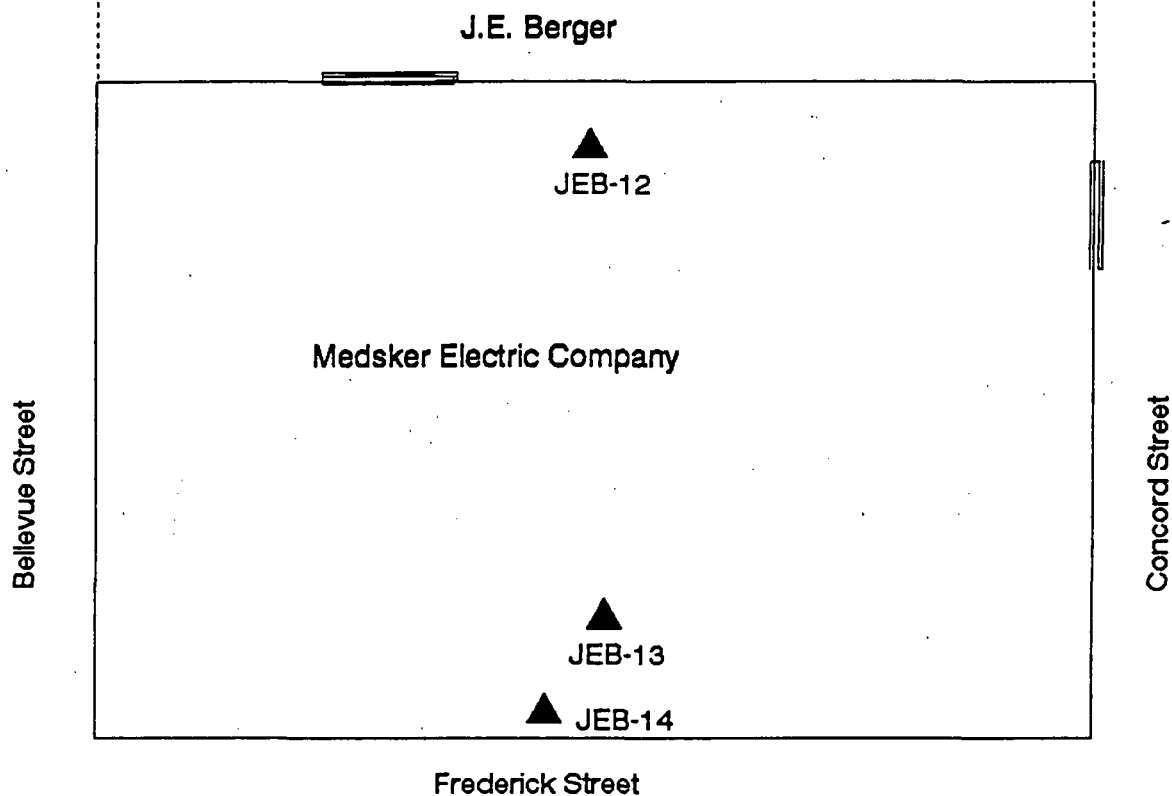 J.E. Berger
JEB-12
Medsker Electric Company
Bellevue Street
Concord Street
JEB-13
JEB-14
Frederick Street